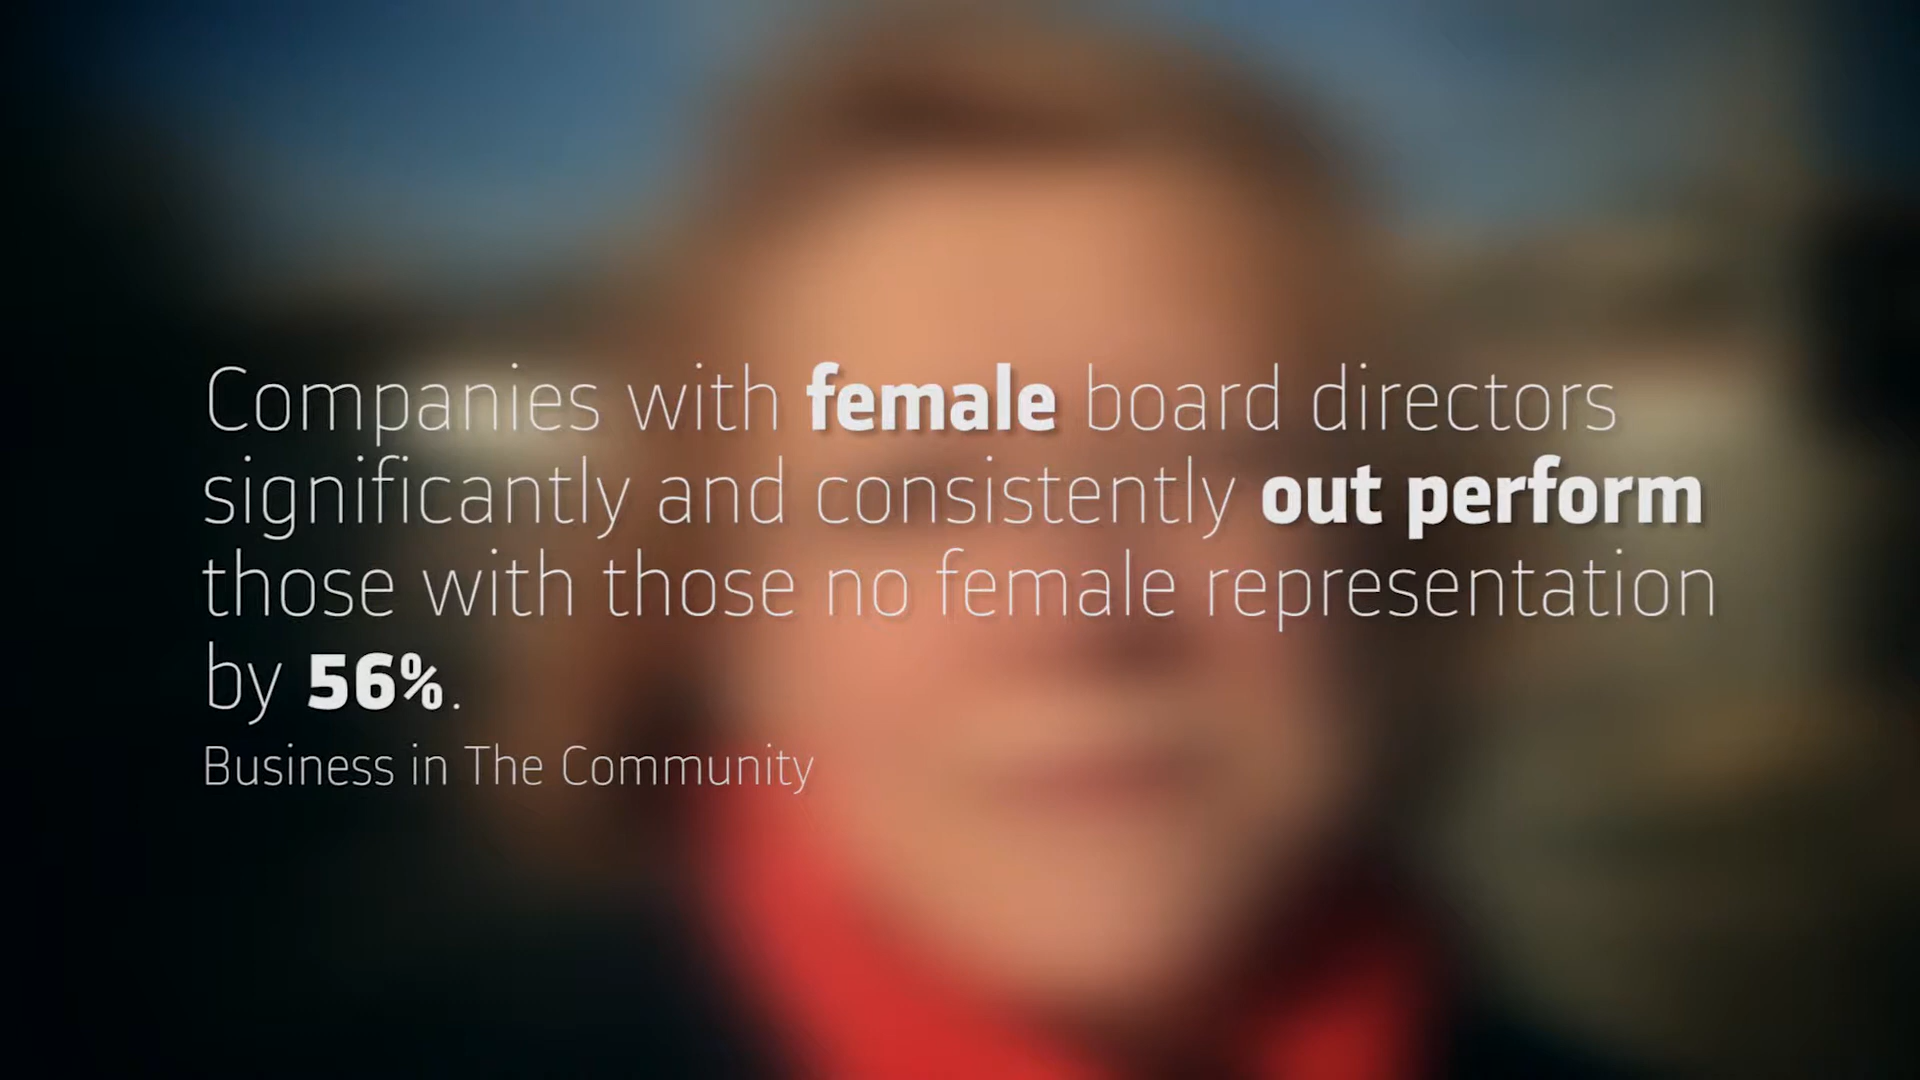 Companies with female board directors
significantly and consistently out perform
those with those no female representation
by 56%.
Business in The Community